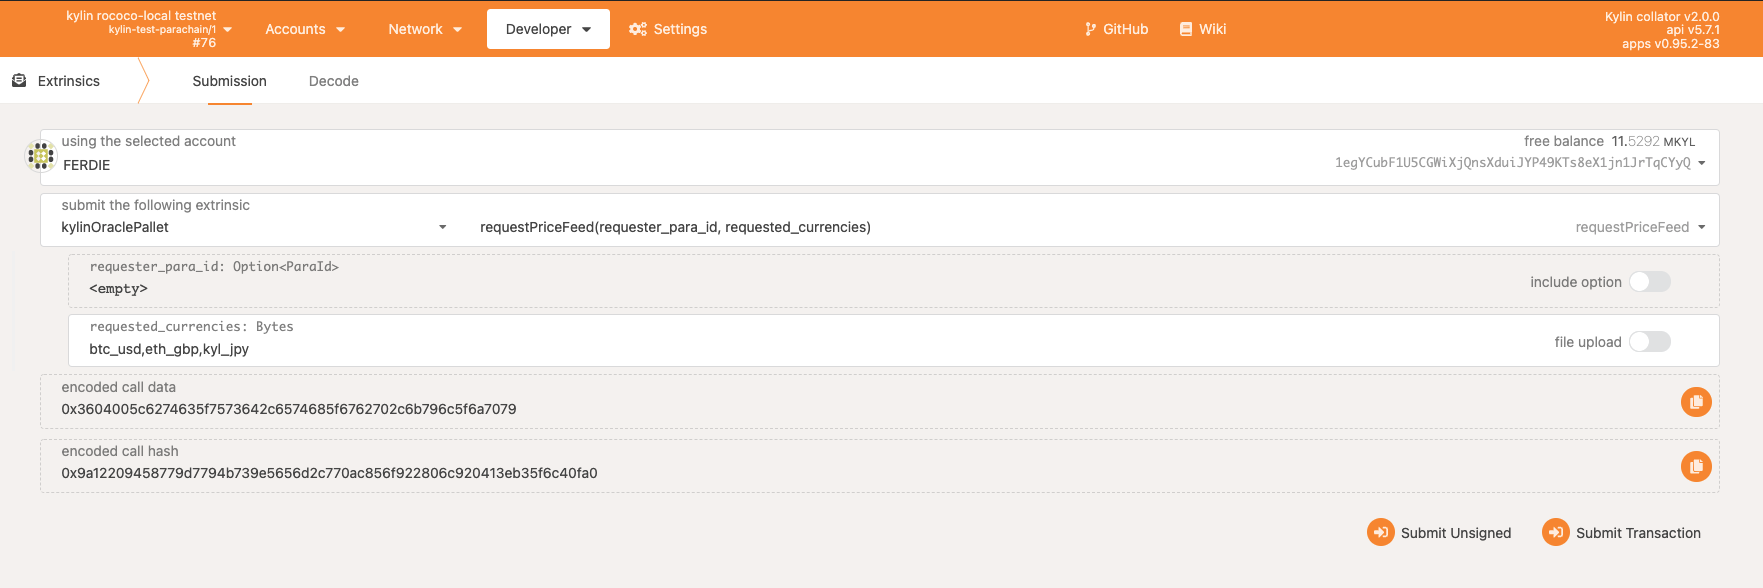 kylin rococo-local testnet
kylin-test-parachain/1
#76
Accounts
Network
Developer
Settings
GitHub
Wiki
Kylin collator v2.0.0
api v5.7.1
apps v0.95.2-83
Extrinsics
Submission
Decode
using the selected account
FERDIE
free balance 11.5292 MKYL
1egYCubF1U5CGWiXjQnsXduiJYP49KTs8eX1jn1JrTqCYyQ
submit the following extrinsic
kylinOraclePallet
requestPriceFeed(requester_para_id, requested_currencies)
requestPriceFeed
requester_para_id: Option<ParaId>
<empty>
include option
requested_currencies: Bytes
btc_usd,eth_gbp,kyl_jpy
file upload
encoded call data
0x3604005c6274635f7573642c6574685f6762702c6b796c5f6a7079
encoded call hash
0x9a12209458779d7794b739e5656d2c770ac856f922806c920413eb35f6c40fa0
Submit Unsigned
Submit Transaction